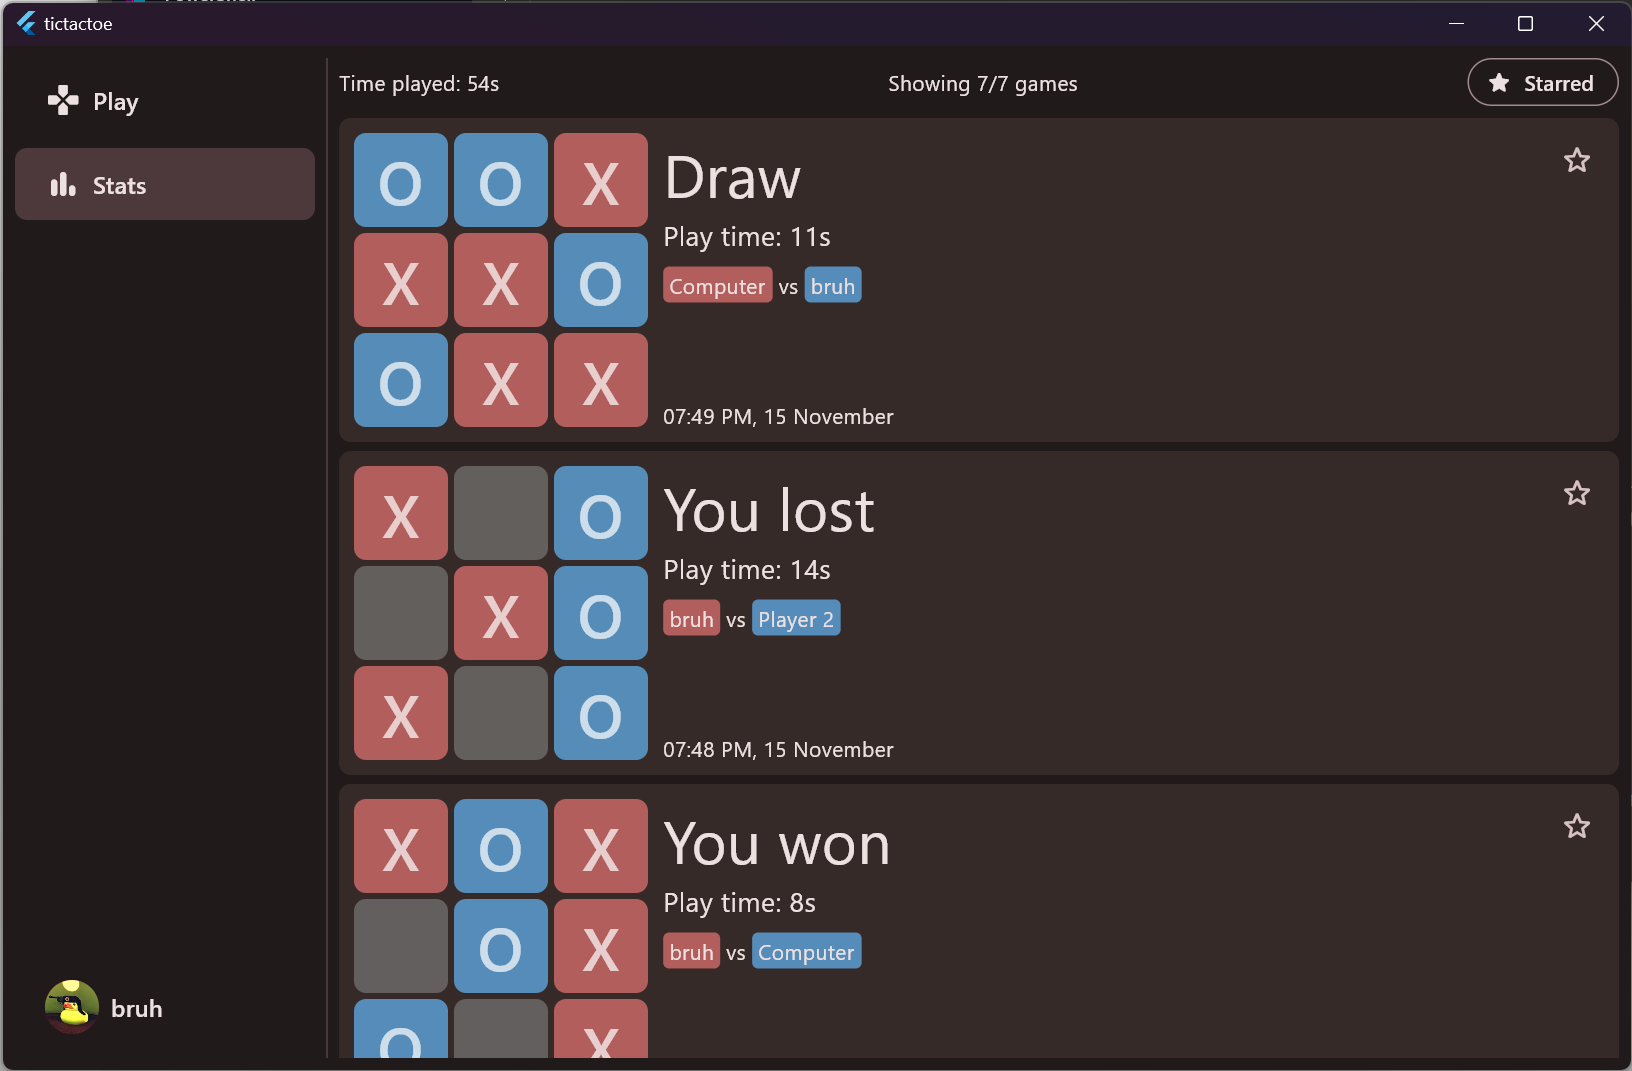 tictactoe
Play
Stats
bruh
Time played: 54s
Showing 7/7 games
Starred
O O X
X X O
O X X
Draw
Play time: 11s
Computer vs bruh
07:49 PM, 15 November
X O
X O
X O
You lost
Play time: 14s
bruh vs Player 2
07:48 PM, 15 November
X O X
O X
O X
You won
Play time: 8s
bruh vs Computer